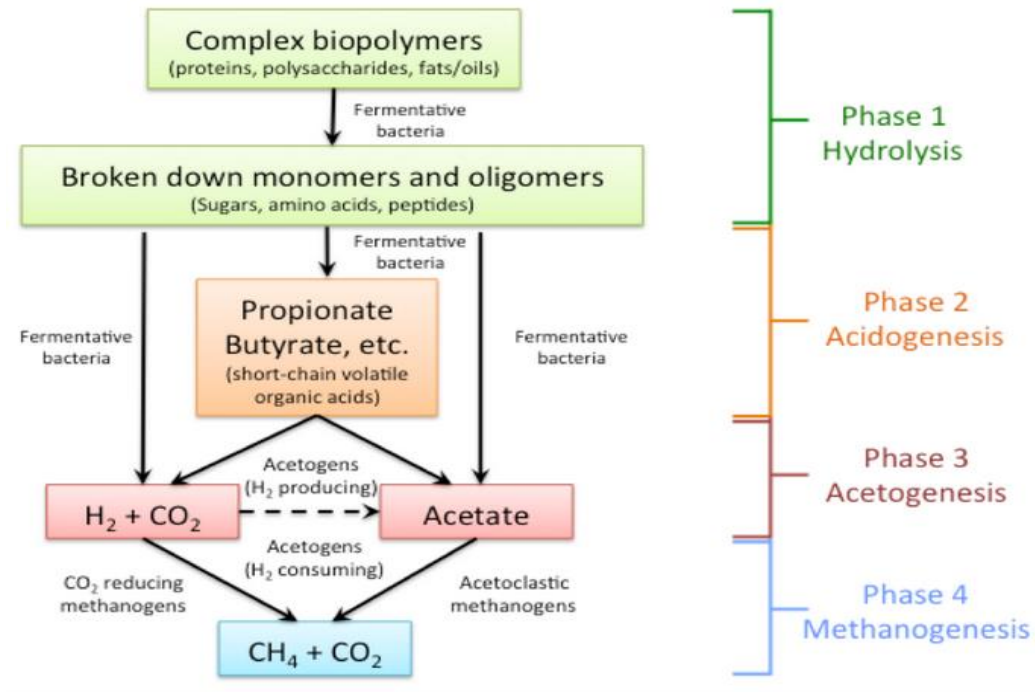 Complex biopolymers
(proteins, polysaccharides, fats/oils)
Fermentative
bacteria
Phase 1
Hydrolysis
Broken down monomers and oligomers
(Sugars, amino acids, peptides)
Fermentative
bacteria
Fermentative
bacteria
Propionate
Butyrate, etc.
(short-chain volatile
organic acids)
Fermentative
bacteria
Phase 2
Acidogenesis
Acetogens
(H₂ producing)
H₂ + CO₂
Acetate
Acetogens
(H₂ consuming)
Phase 3
Acetogenesis
CO₂ reducing
methanogens
Acetoclastic
methanogens
CH₄ + CO₂
Phase 4
Methanogenesis